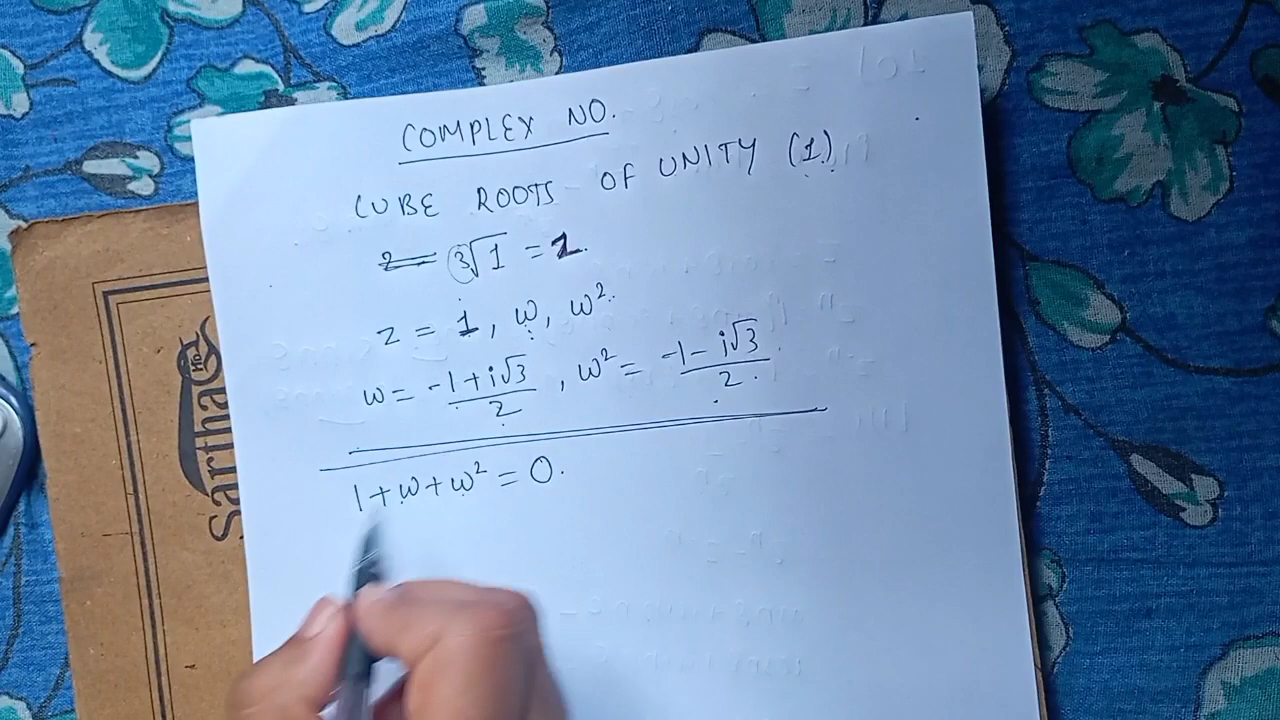 COMPLEX NO.
CUBE ROOTS OF UNITY (1)
∛1 = z.
z = 1, ω, ω².
ω = -1+i√3/2, ω² = -1-i√3/2.
1+ω+ω² = 0.
Sartha